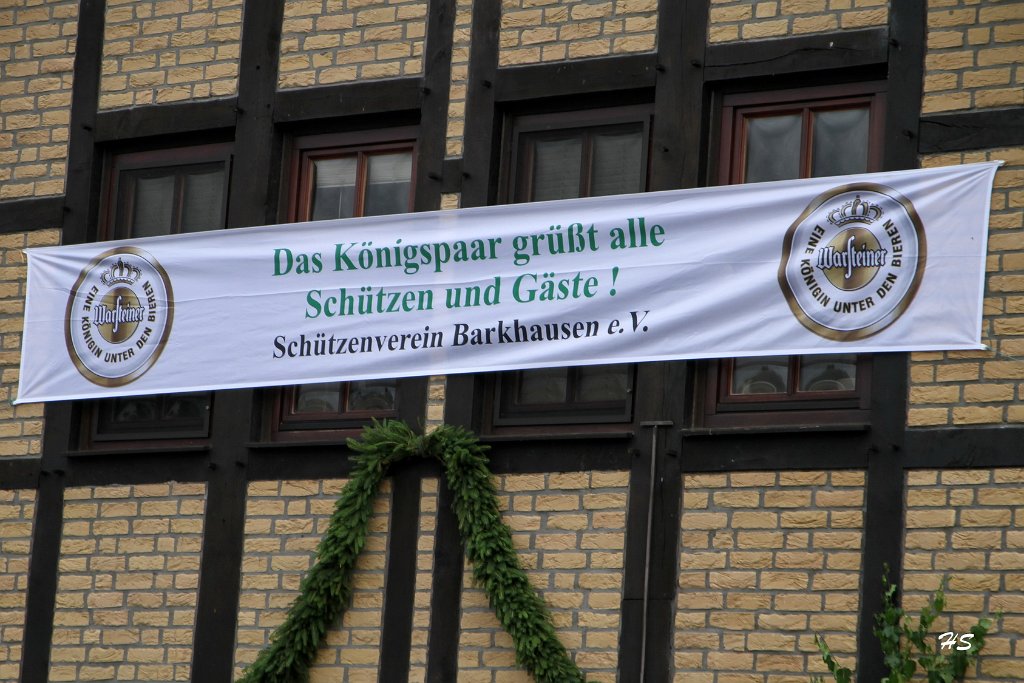 Das Königspaar grüßt alle
Schützen und Gäste !
Schützenverein Barkhausen e.V.
Warsteiner
EINE KÖNIGIN UNTER DEN BIEREN
Warsteiner
EINE KÖNIGIN UNTER DEN BIEREN
HS